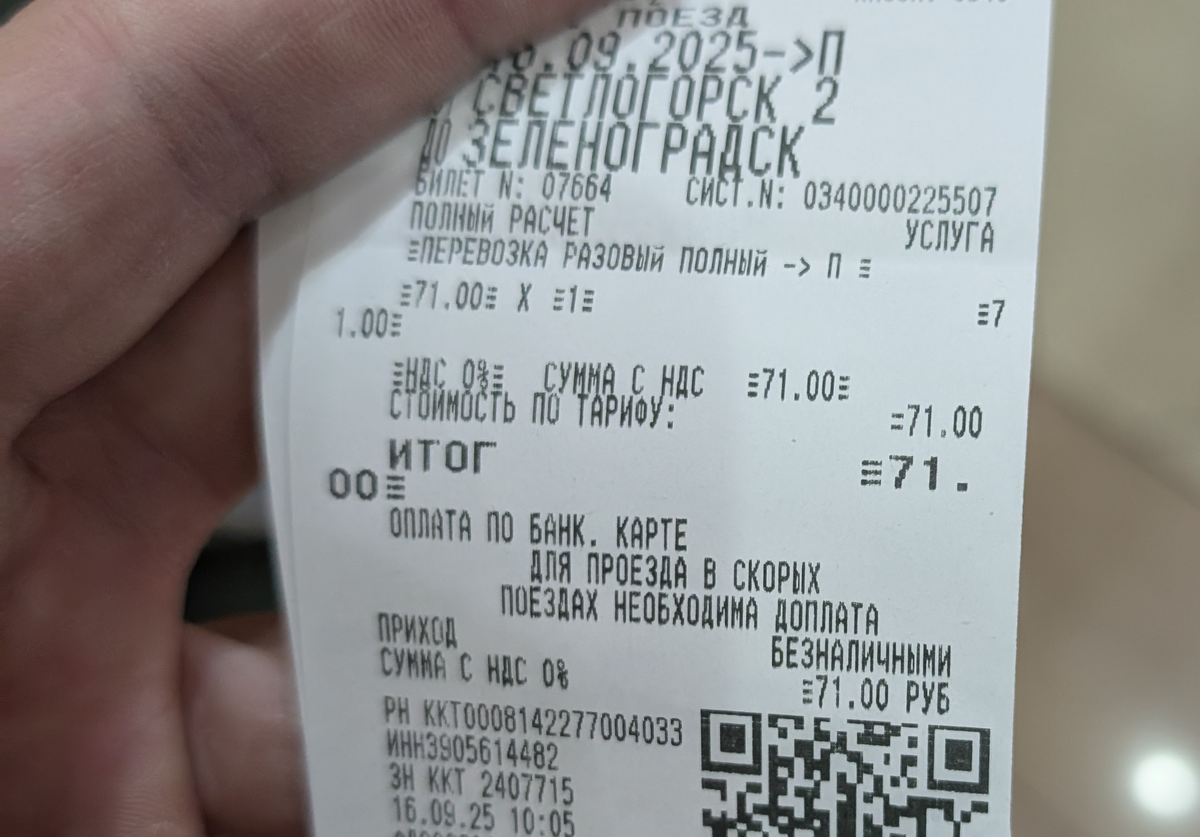 ПОЕЗД
.09.2025->П
СВЕТЛОГОРСК 2
ДО ЗЕЛЕНОГРАДСК
БИЛЕТ N: 07664 СИСТ.N: 0340000225507
ПОЛНЫЙ РАСЧЕТ УСЛУГА
≡ПЕРЕВОЗКА РАЗОВЫЙ ПОЛНЫЙ -> П ≡
≡71.00≡ X ≡1≡ ≡7
1.00≡
≡НДС 0%≡ СУММА С НДС ≡71.00≡
СТОИМОСТЬ ПО ТАРИФУ: =71.00
ИТОГ ≡71.
00≡
ОПЛАТА ПО БАНК. КАРТЕ
ДЛЯ ПРОЕЗДА В СКОРЫХ
ПОЕЗДАХ НЕОБХОДИМА ДОПЛАТА
ПРИХОД БЕЗНАЛИЧНЫМИ
СУММА С НДС 0% ≡71.00 РУБ
РН ККТ0008142277004033
ИНН3905614482
ЗН ККТ 2407715
16.09.25 10:05